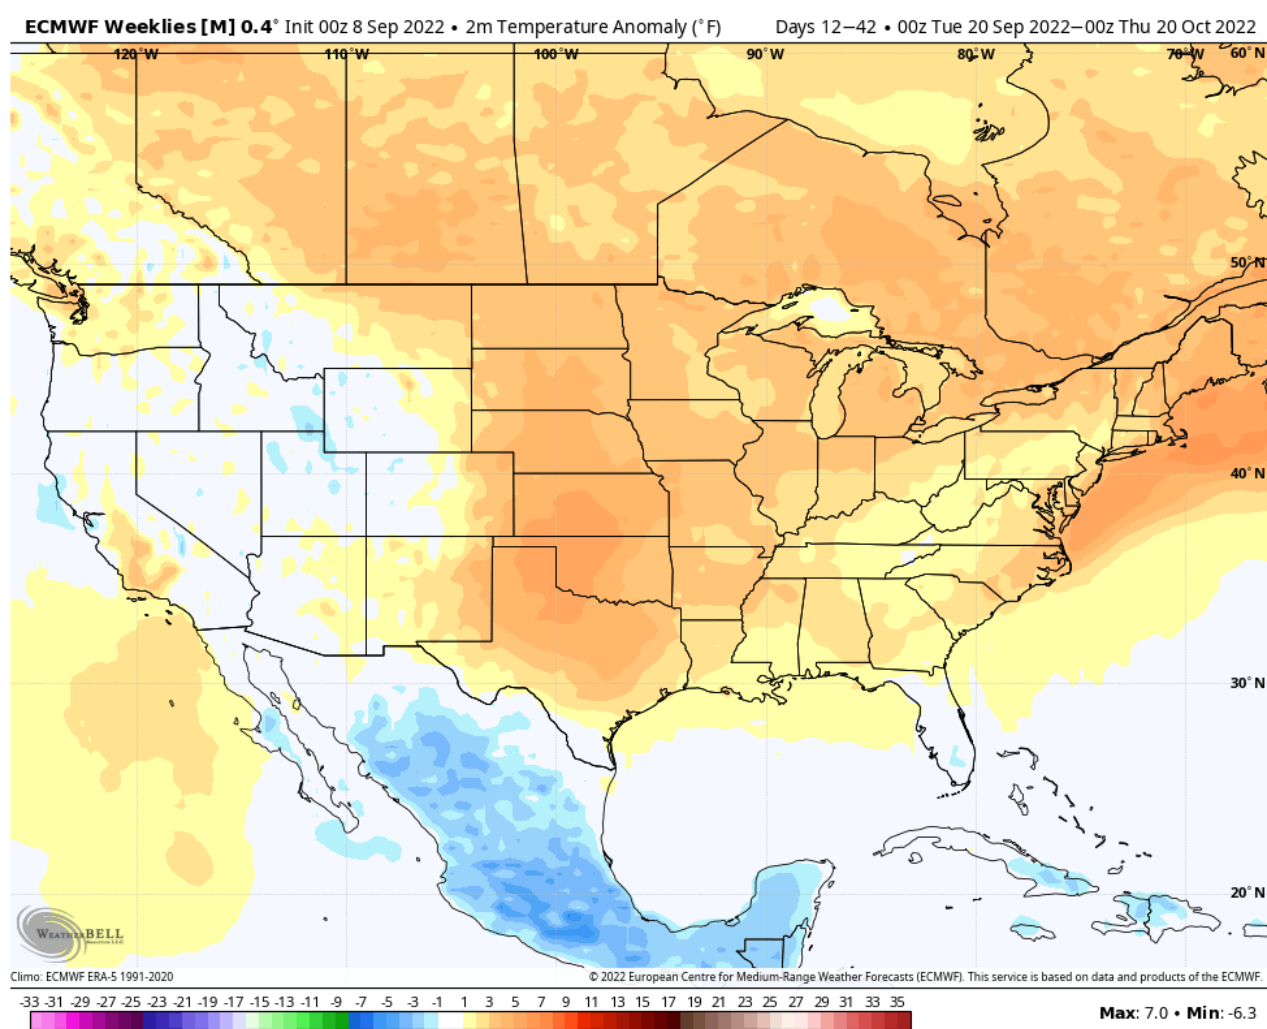 ECMWF Weeklies [M] 0.4° Init 00z 8 Sep 2022 • 2m Temperature Anomaly (°F) Days 12−42 • 00z Tue 20 Sep 2022−00z Thu 20 Oct 2022
120°W 110°W 100°W 90°W 80°W 70°W 60°N
50°N
40°N
30°N
20°N
WEATHERBELL
Climo: ECMWF ERA-5 1991-2020 © 2022 European Centre for Medium-Range Weather Forecasts (ECMWF). This service is based on data and products of the ECMWF.
-33 -31 -29 -27 -25 -23 -21 -19 -17 -15 -13 -11 -9 -7 -5 -3 -1 1 3 5 7 9 11 13 15 17 19 21 23 25 27 29 31 33 35
Max: 7.0 • Min: -6.3